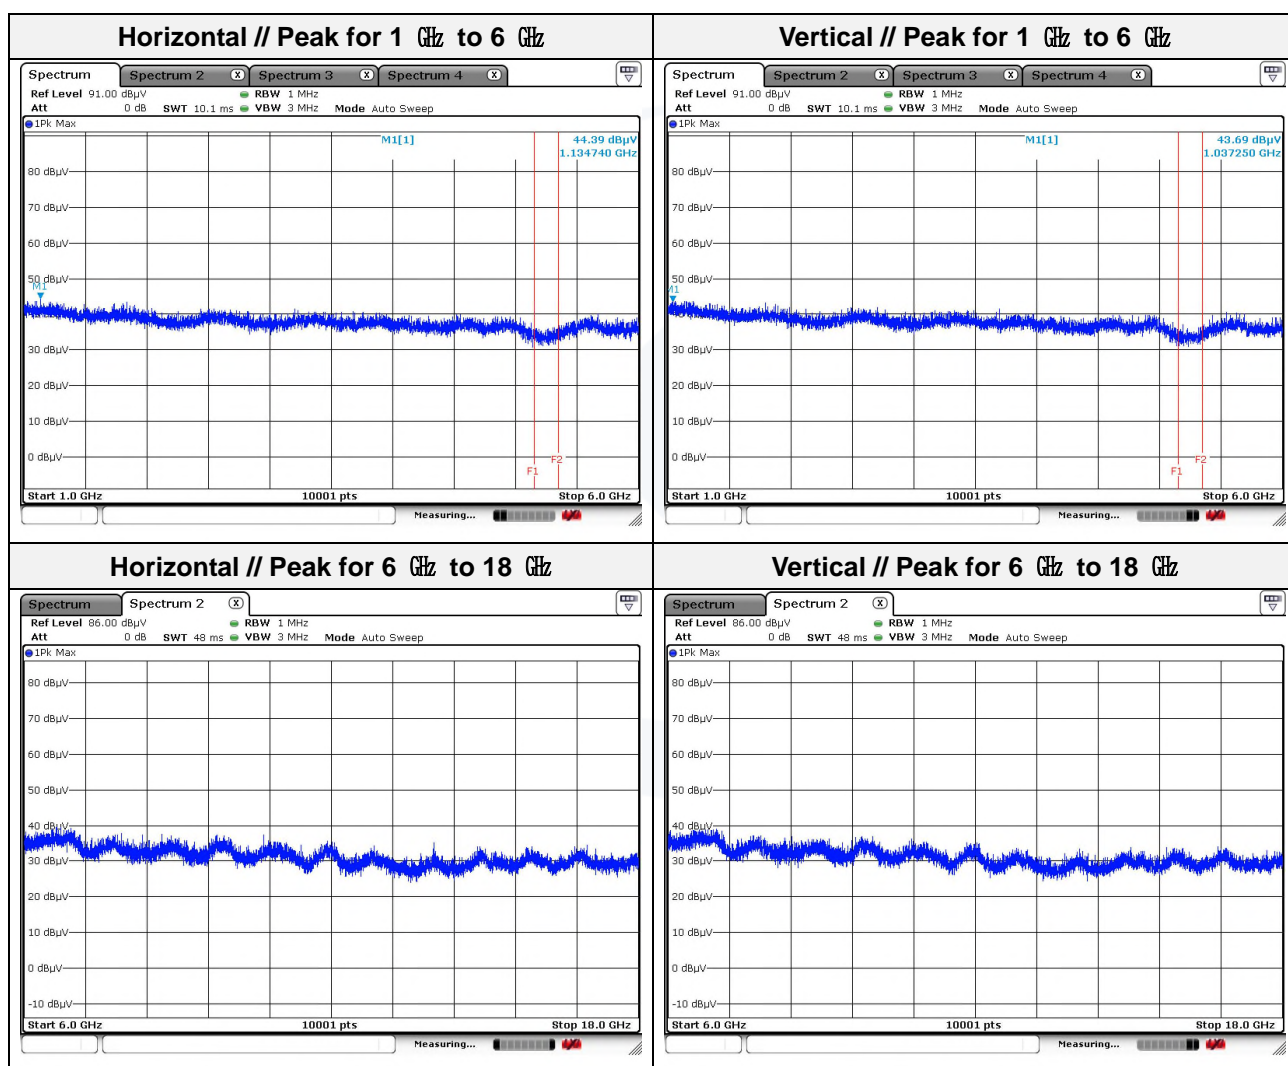 Horizontal // Peak for 1 ㎓ to 6 ㎓
Spectrum Spectrum 2 X Spectrum 3 X Spectrum 4 X
Ref Level 91.00 dBµV RBW 1 MHz
Att 0 dB SWT 10.1 ms VBW 3 MHz Mode Auto Sweep
1Pk Max
M1[1] 44.39 dBµV
1.134740 GHz
80 dBµV
70 dBµV
60 dBµV
50 dBµV
M1
30 dBµV
20 dBµV
10 dBµV
0 dBµV
F2
F1
Start 1.0 GHz 10001 pts Stop 6.0 GHz
Measuring...
Vertical // Peak for 1 ㎓ to 6 ㎓
Spectrum Spectrum 2 X Spectrum 3 X Spectrum 4 X
Ref Level 91.00 dBµV RBW 1 MHz
Att 0 dB SWT 10.1 ms VBW 3 MHz Mode Auto Sweep
1Pk Max
M1[1] 43.69 dBµV
1.037250 GHz
80 dBµV
70 dBµV
60 dBµV
50 dBµV
M1
30 dBµV
20 dBµV
10 dBµV
0 dBµV
F2
F1
Start 1.0 GHz 10001 pts Stop 6.0 GHz
Measuring...
Horizontal // Peak for 6 ㎓ to 18 ㎓
Spectrum Spectrum 2 X
Ref Level 86.00 dBµV RBW 1 MHz
Att 0 dB SWT 48 ms VBW 3 MHz Mode Auto Sweep
1Pk Max
80 dBµV
70 dBµV
60 dBµV
50 dBµV
40 dBµV
30 dBµV
20 dBµV
10 dBµV
0 dBµV
-10 dBµV
Start 6.0 GHz 10001 pts Stop 18.0 GHz
Measuring...
Vertical // Peak for 6 ㎓ to 18 ㎓
Spectrum Spectrum 2 X
Ref Level 86.00 dBµV RBW 1 MHz
Att 0 dB SWT 48 ms VBW 3 MHz Mode Auto Sweep
1Pk Max
80 dBµV
70 dBµV
60 dBµV
50 dBµV
40 dBµV
30 dBµV
20 dBµV
10 dBµV
0 dBµV
-10 dBµV
Start 6.0 GHz 10001 pts Stop 18.0 GHz
Measuring...